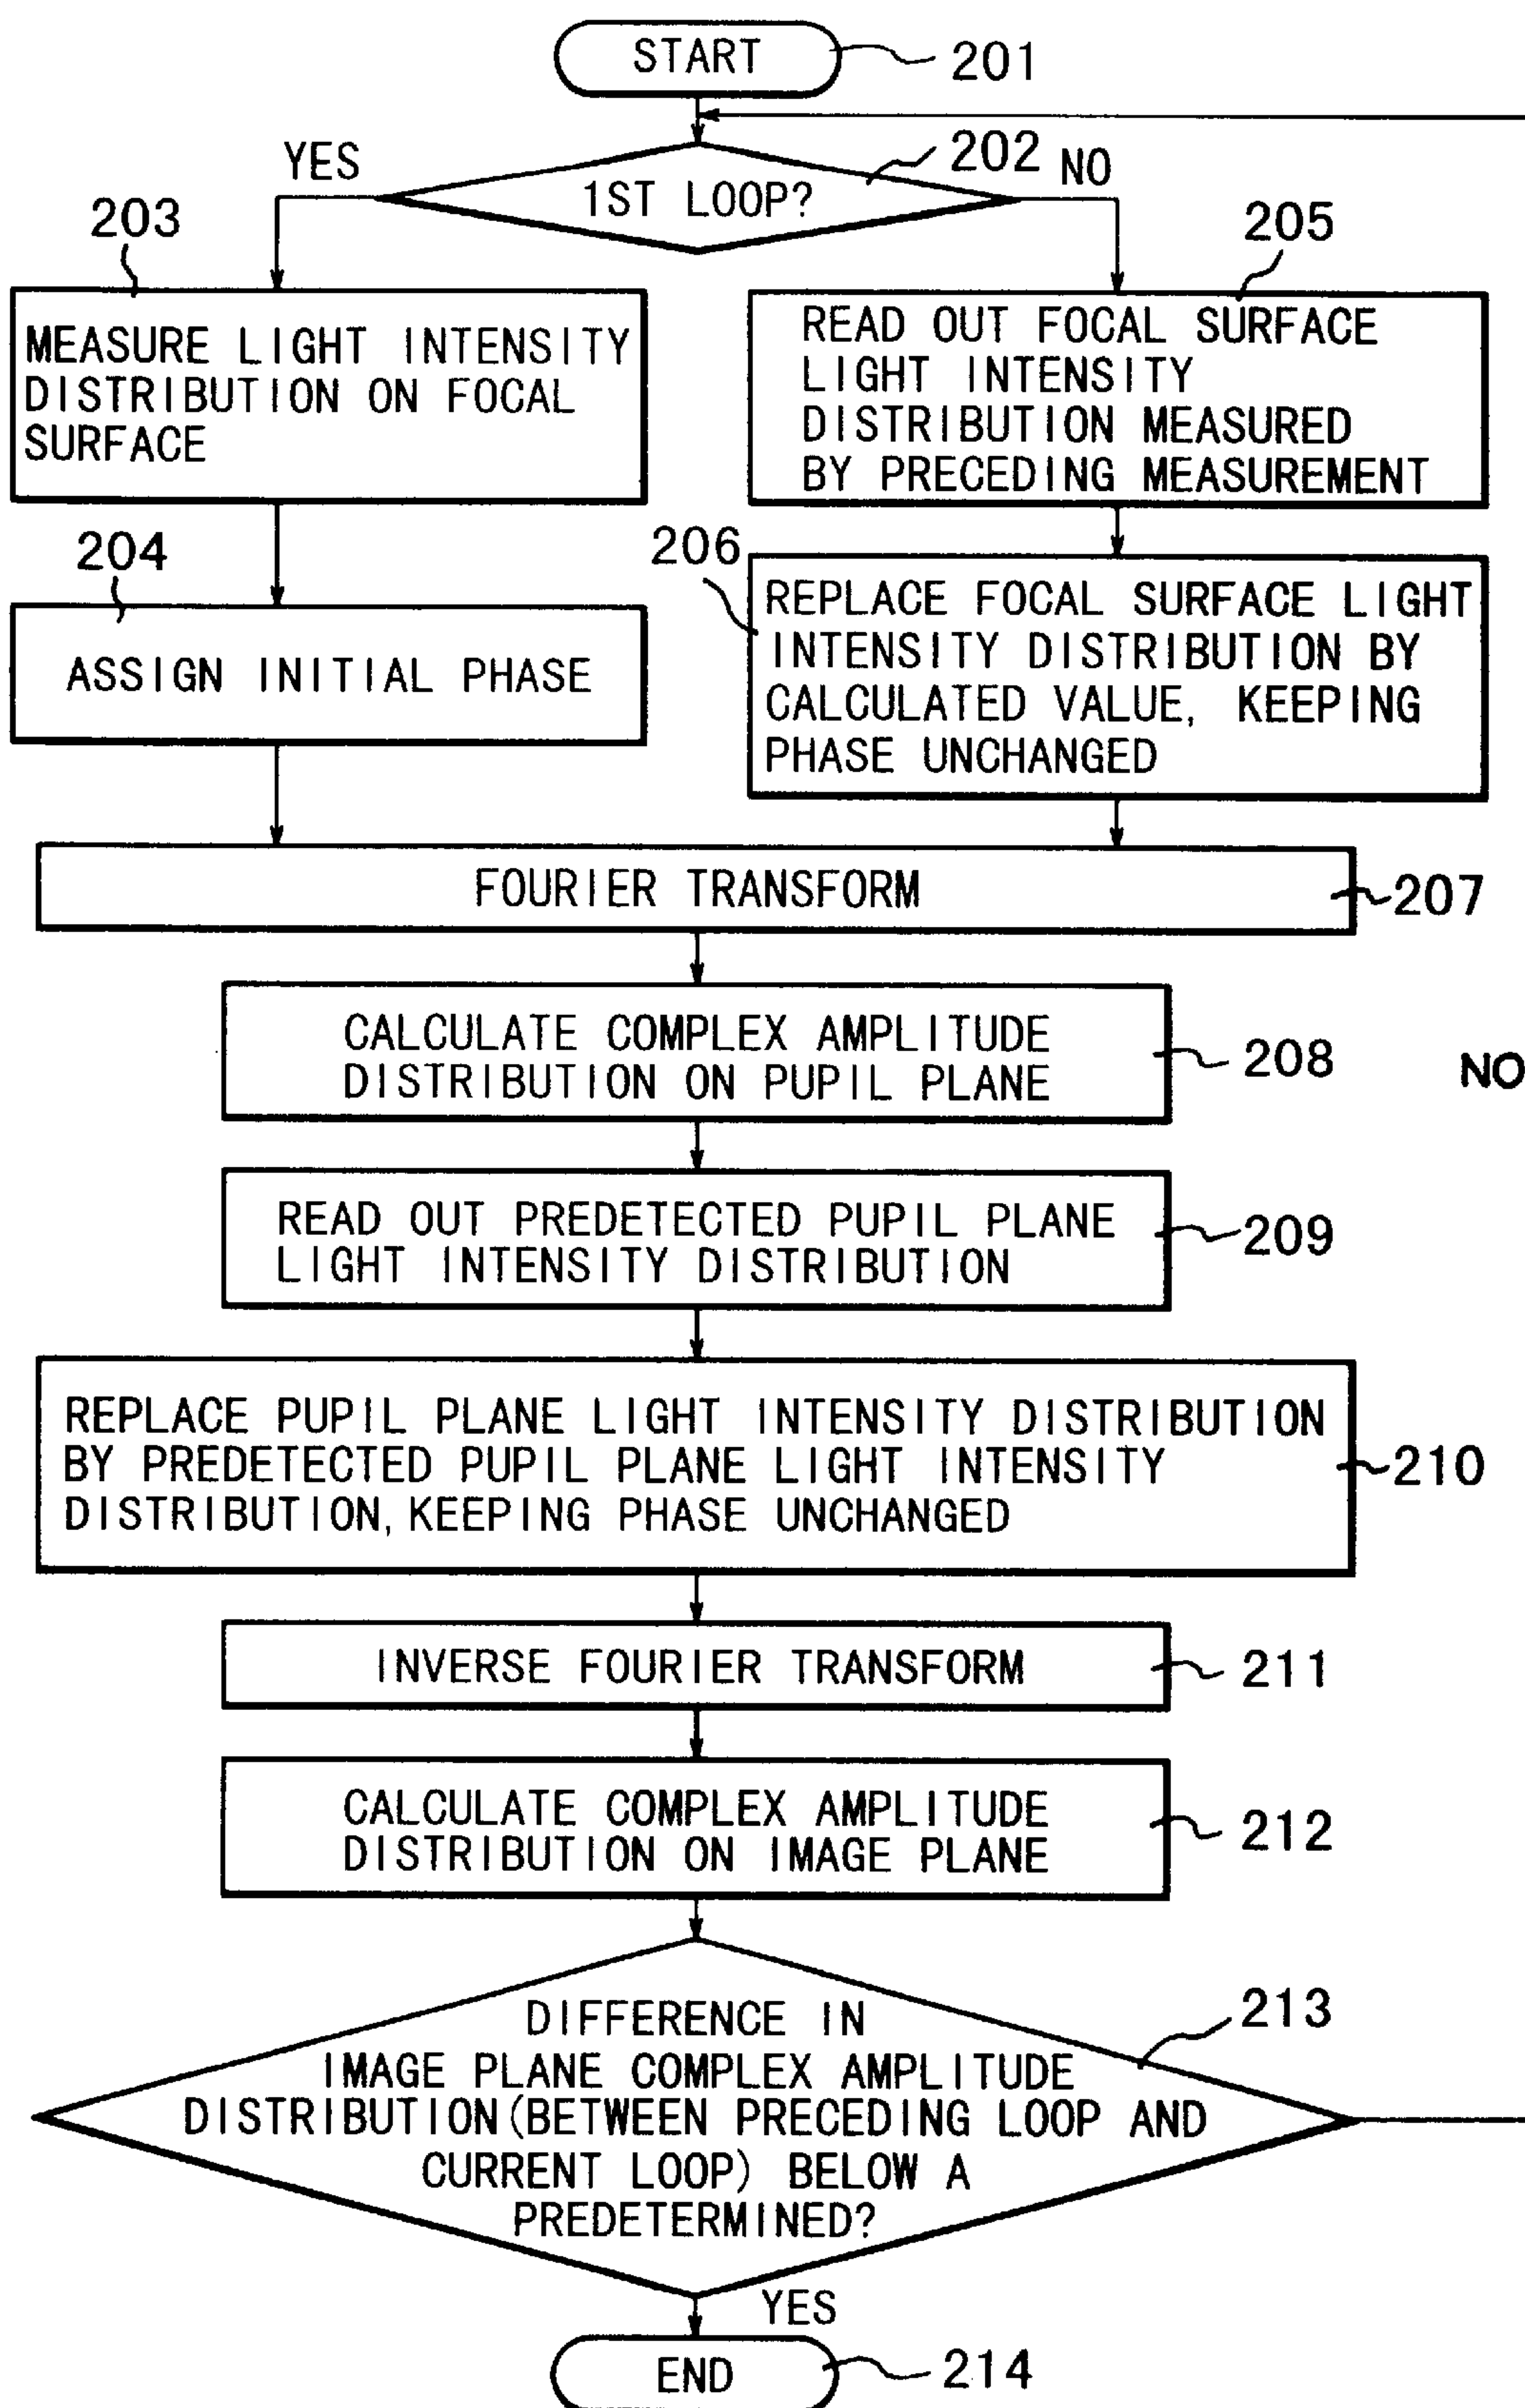 START
201
YES
202
NO
1ST LOOP?
203
205
MEASURE LIGHT INTENSITY
DISTRIBUTION ON FOCAL
SURFACE
READ OUT FOCAL SURFACE
LIGHT INTENSITY
DISTRIBUTION MEASURED
BY PRECEDING MEASUREMENT
204
206
ASSIGN INITIAL PHASE
REPLACE FOCAL SURFACE LIGHT
INTENSITY DISTRIBUTION BY
CALCULATED VALUE, KEEPING
PHASE UNCHANGED
FOURIER TRANSFORM
207
CALCULATE COMPLEX AMPLITUDE
DISTRIBUTION ON PUPIL PLANE
208
NO
READ OUT PREDETECTED PUPIL PLANE
LIGHT INTENSITY DISTRIBUTION
209
REPLACE PUPIL PLANE LIGHT INTENSITY DISTRIBUTION
BY PREDETECTED PUPIL PLANE LIGHT INTENSITY
DISTRIBUTION, KEEPING PHASE UNCHANGED
210
INVERSE FOURIER TRANSFORM
211
CALCULATE COMPLEX AMPLITUDE
DISTRIBUTION ON IMAGE PLANE
212
213
DIFFERENCE IN
IMAGE PLANE COMPLEX AMPLITUDE
DISTRIBUTION (BETWEEN PRECEDING LOOP AND
CURRENT LOOP) BELOW A
PREDETERMINED?
YES
END
214